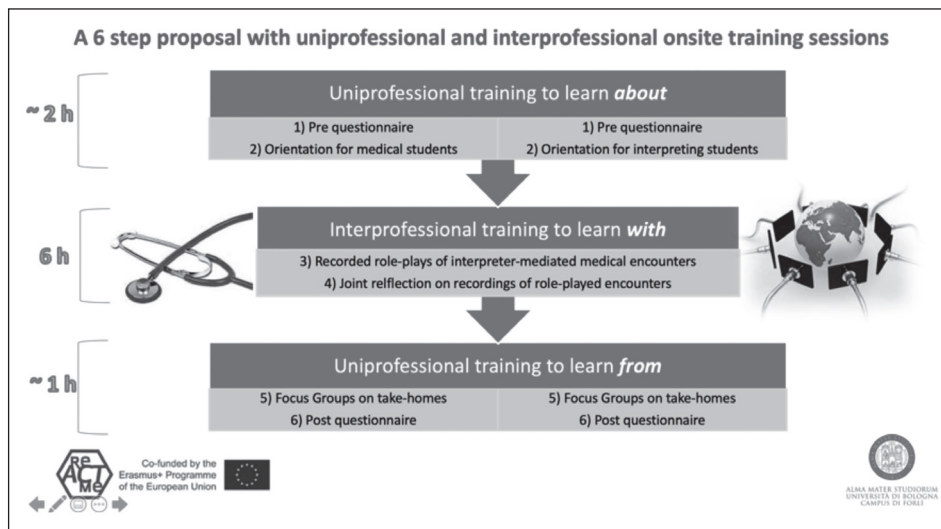 A 6 step proposal with uniprofessional and interprofessional onsite training sessions
~ 2 h
Uniprofessional training to learn about
1) Pre questionnaire
2) Orientation for medical students
1) Pre questionnaire
2) Orientation for interpreting students
6 h
Interprofessional training to learn with
3) Recorded role-plays of interpreter-mediated medical encounters
4) Joint relflection on recordings of role-played encounters
~ 1 h
Uniprofessional training to learn from
5) Focus Groups on take-homes
6) Post questionnaire
5) Focus Groups on take-homes
6) Post questionnaire
Re
ACT
Me
Co-funded by the
Erasmus+ Programme
of the European Union
ALMA MATER STUDIORUM
UNIVERSITÀ DI BOLOGNA
CAMPUS DI FORLÌ